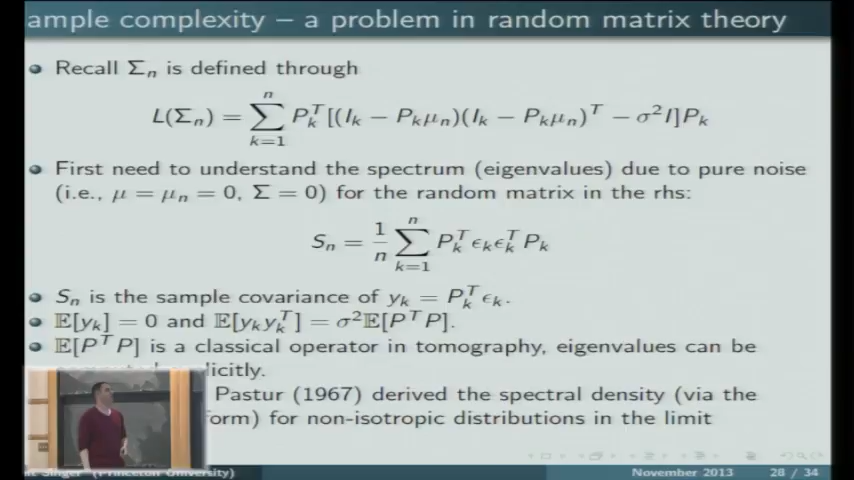 ample complexity – a problem in random matrix theory
Recall Σ_n is defined through
L(Σ_n) = ∑_{k=1}^{n} P_k^T[(I_k − P_kμ_n)(I_k − P_kμ_n)^T − σ²I]P_k
First need to understand the spectrum (eigenvalues) due to pure noise
(i.e., μ = μ_n = 0, Σ = 0) for the random matrix in the rhs:
S_n = 1/n ∑_{k=1}^{n} P_k^T ϵ_k ϵ_k^T P_k
S_n is the sample covariance of y_k = P_k^T ϵ_k.
𝔼[y_k] = 0 and 𝔼[y_k y_k^T] = σ²𝔼[P^T P].
𝔼[P^T P] is a classical operator in tomography, eigenvalues can be
licitly.
Pastur (1967) derived the spectral density (via the
form) for non-isotropic distributions in the limit
Singer (Princeton University)
November 2013
28 / 34